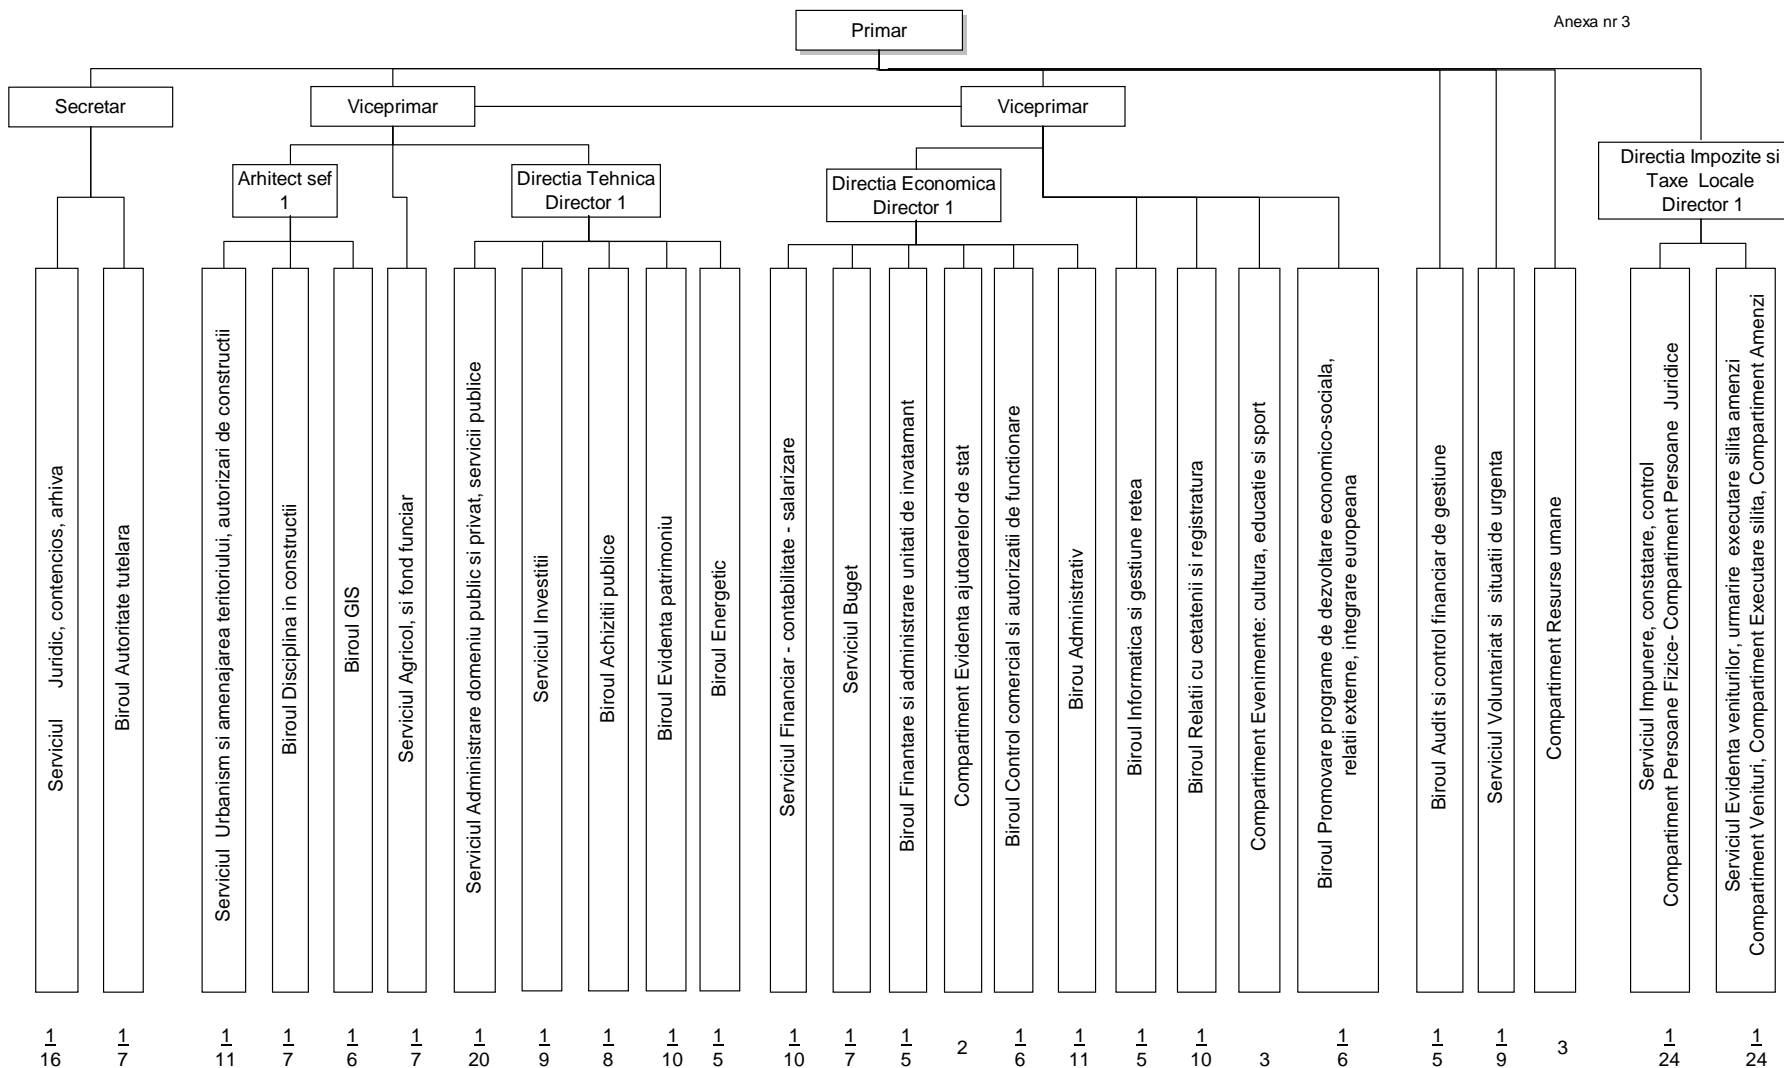 Anexa nr 3
Primar
Secretar
Viceprimar
Viceprimar
Arhitect sef
1
Directia Tehnica
Director 1
Directia Economica
Director 1
Directia Impozite si
Taxe Locale
Director 1
Serviciul Juridic, contencios, arhiva
Biroul Autoritate tutelara
Serviciul Urbanism si amenajarea teritoriului, autorizari de constructii
Biroul Disciplina in constructii
Biroul GIS
Serviciul Agricol, si fond funciar
Serviciul Administrare domeniu public si privat, servicii publice
Serviciul Investitii
Biroul Achizitii publice
Biroul Evidenta patrimoniu
Biroul Energetic
Serviciul Financiar - contabilitate - salarizare
Serviciul Buget
Biroul Finantare si administrare unitati de invatamant
Compartiment Evidenta ajutoarelor de stat
Biroul Control comercial si autorizatii de functionare
Birou Administrativ
Biroul Informatica si gestiune retea
Biroul Relatii cu cetatenii si registratura
Compartiment Evenimente: cultura, educatie si sport
Biroul Promovare programe de dezvoltare economico-sociala,
relatii externe, integrare europeana
Biroul Audit si control financiar de gestiune
Serviciul Voluntariat si situatii de urgenta
Compartiment Resurse umane
Serviciul Impunere, constatare, control
Compartiment Persoane Fizice- Compartiment Persoane Juridice
Serviciul Evidenta veniturilor, urmarire executare silita amenzi
Compartiment Venituri, Compartiment Executare silita, Compartiment Amenzi
1 1 1 1 1 1 1 1 1 1 1 1 1 1 1 1 1 1 1 1 1 1 1
16 7 11 7 6 7 20 9 8 10 5 10 7 5 2 6 11 5 10 3 6 5 9 3 24 24